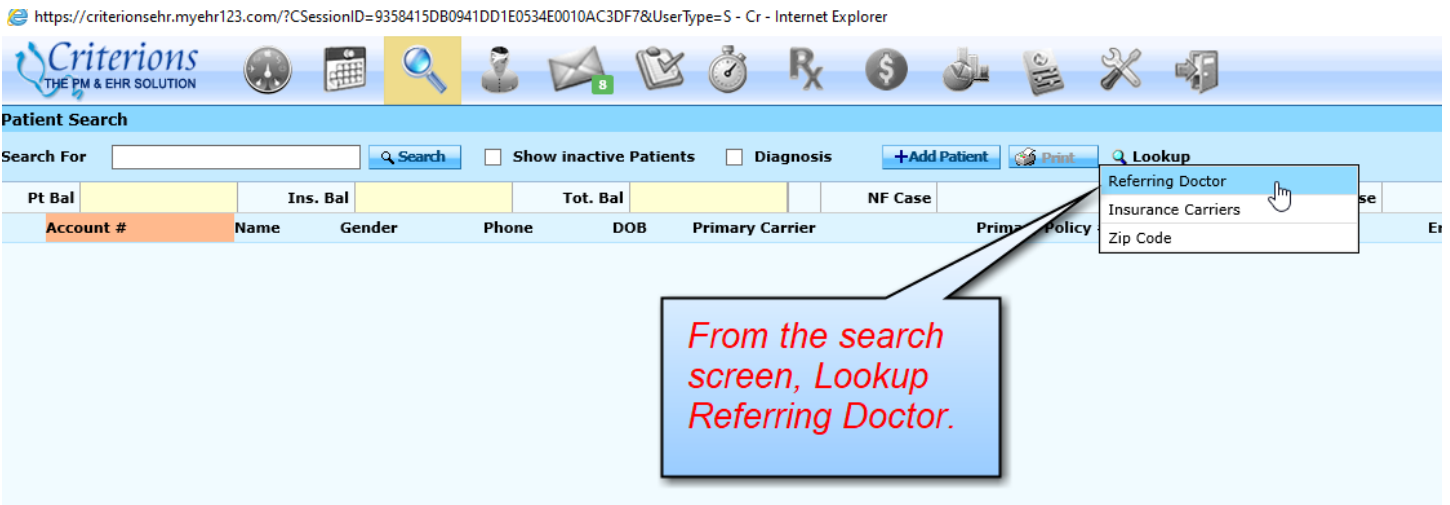 https://criterionsehr.myehr123.com/?CSessionID=9358415DB0941DD1E0534E0010AC3DF7&UserType=S - Cr - Internet Explorer
Criterions
THE PM & EHR SOLUTION
8
Patient Search
Search For Search Show inactive Patients Diagnosis +Add Patient Print Lookup
Referring Doctor
Insurance Carriers
Zip Code
Pt Bal Ins. Bal Tot. Bal NF Case se
Account # Name Gender Phone DOB Primary Carrier Policy
From the search
screen, Lookup
Referring Doctor.